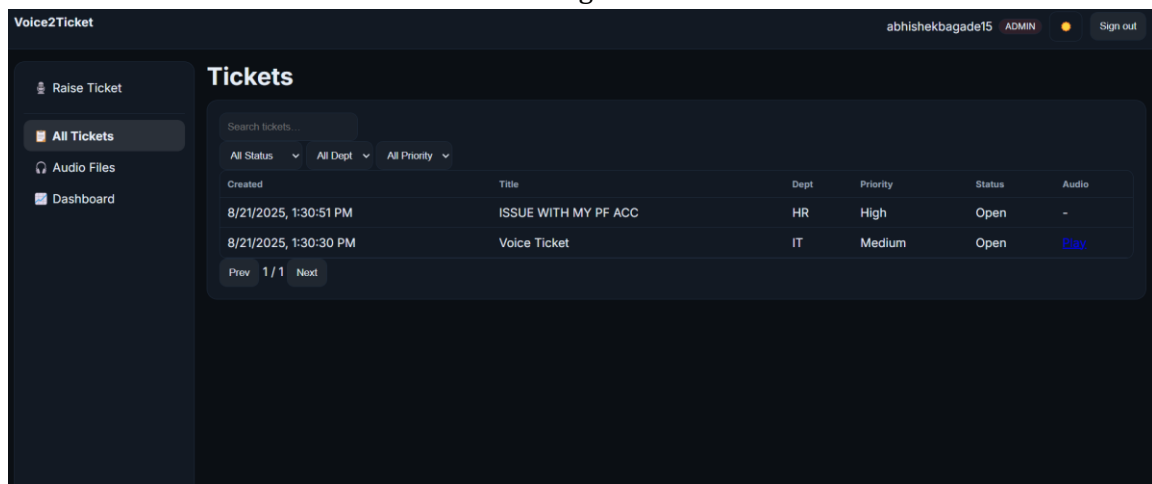 Voice2Ticket
abhishekbagade15 ADMIN Sign out
Raise Ticket
All Tickets
Audio Files
Dashboard
Tickets
Search tickets...
All Status All Dept All Priority
Created Title Dept Priority Status Audio
8/21/2025, 1:30:51 PM ISSUE WITH MY PF ACC HR High Open -
8/21/2025, 1:30:30 PM Voice Ticket IT Medium Open Play
Prev 1 / 1 Next